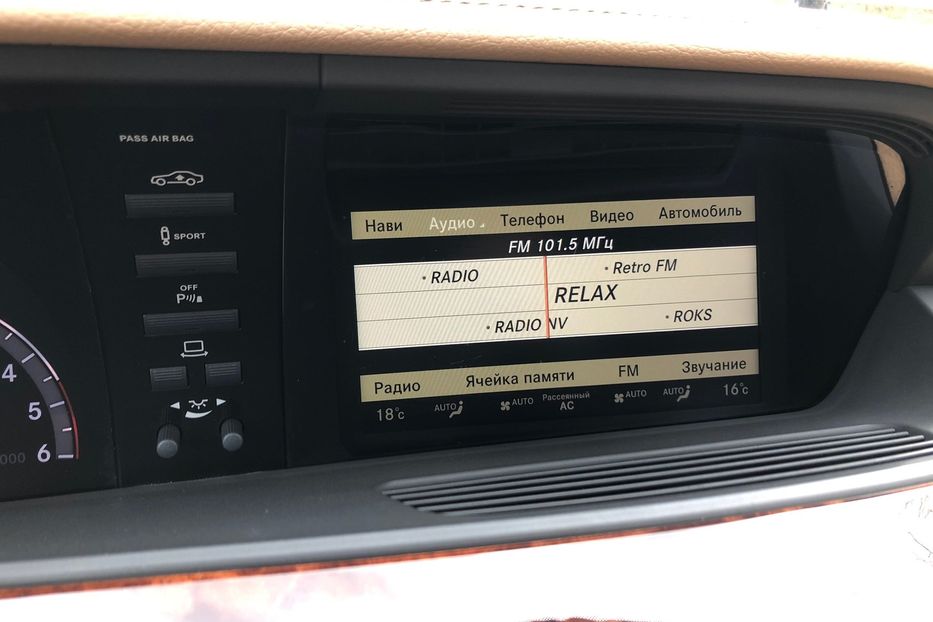 PASS AIR BAG
SPORT
OFF
P
4
5
6
000
Нави Аудио Телефон Видео Автомобиль
FM 101.5 МГц
• RADIO • Retro FM
RELAX
• RADIO NV • ROKS
Радио Ячейка памяти FM Звучание
18°C AUTO AUTO Рассеянный AUTO AUTO 16°C
AC